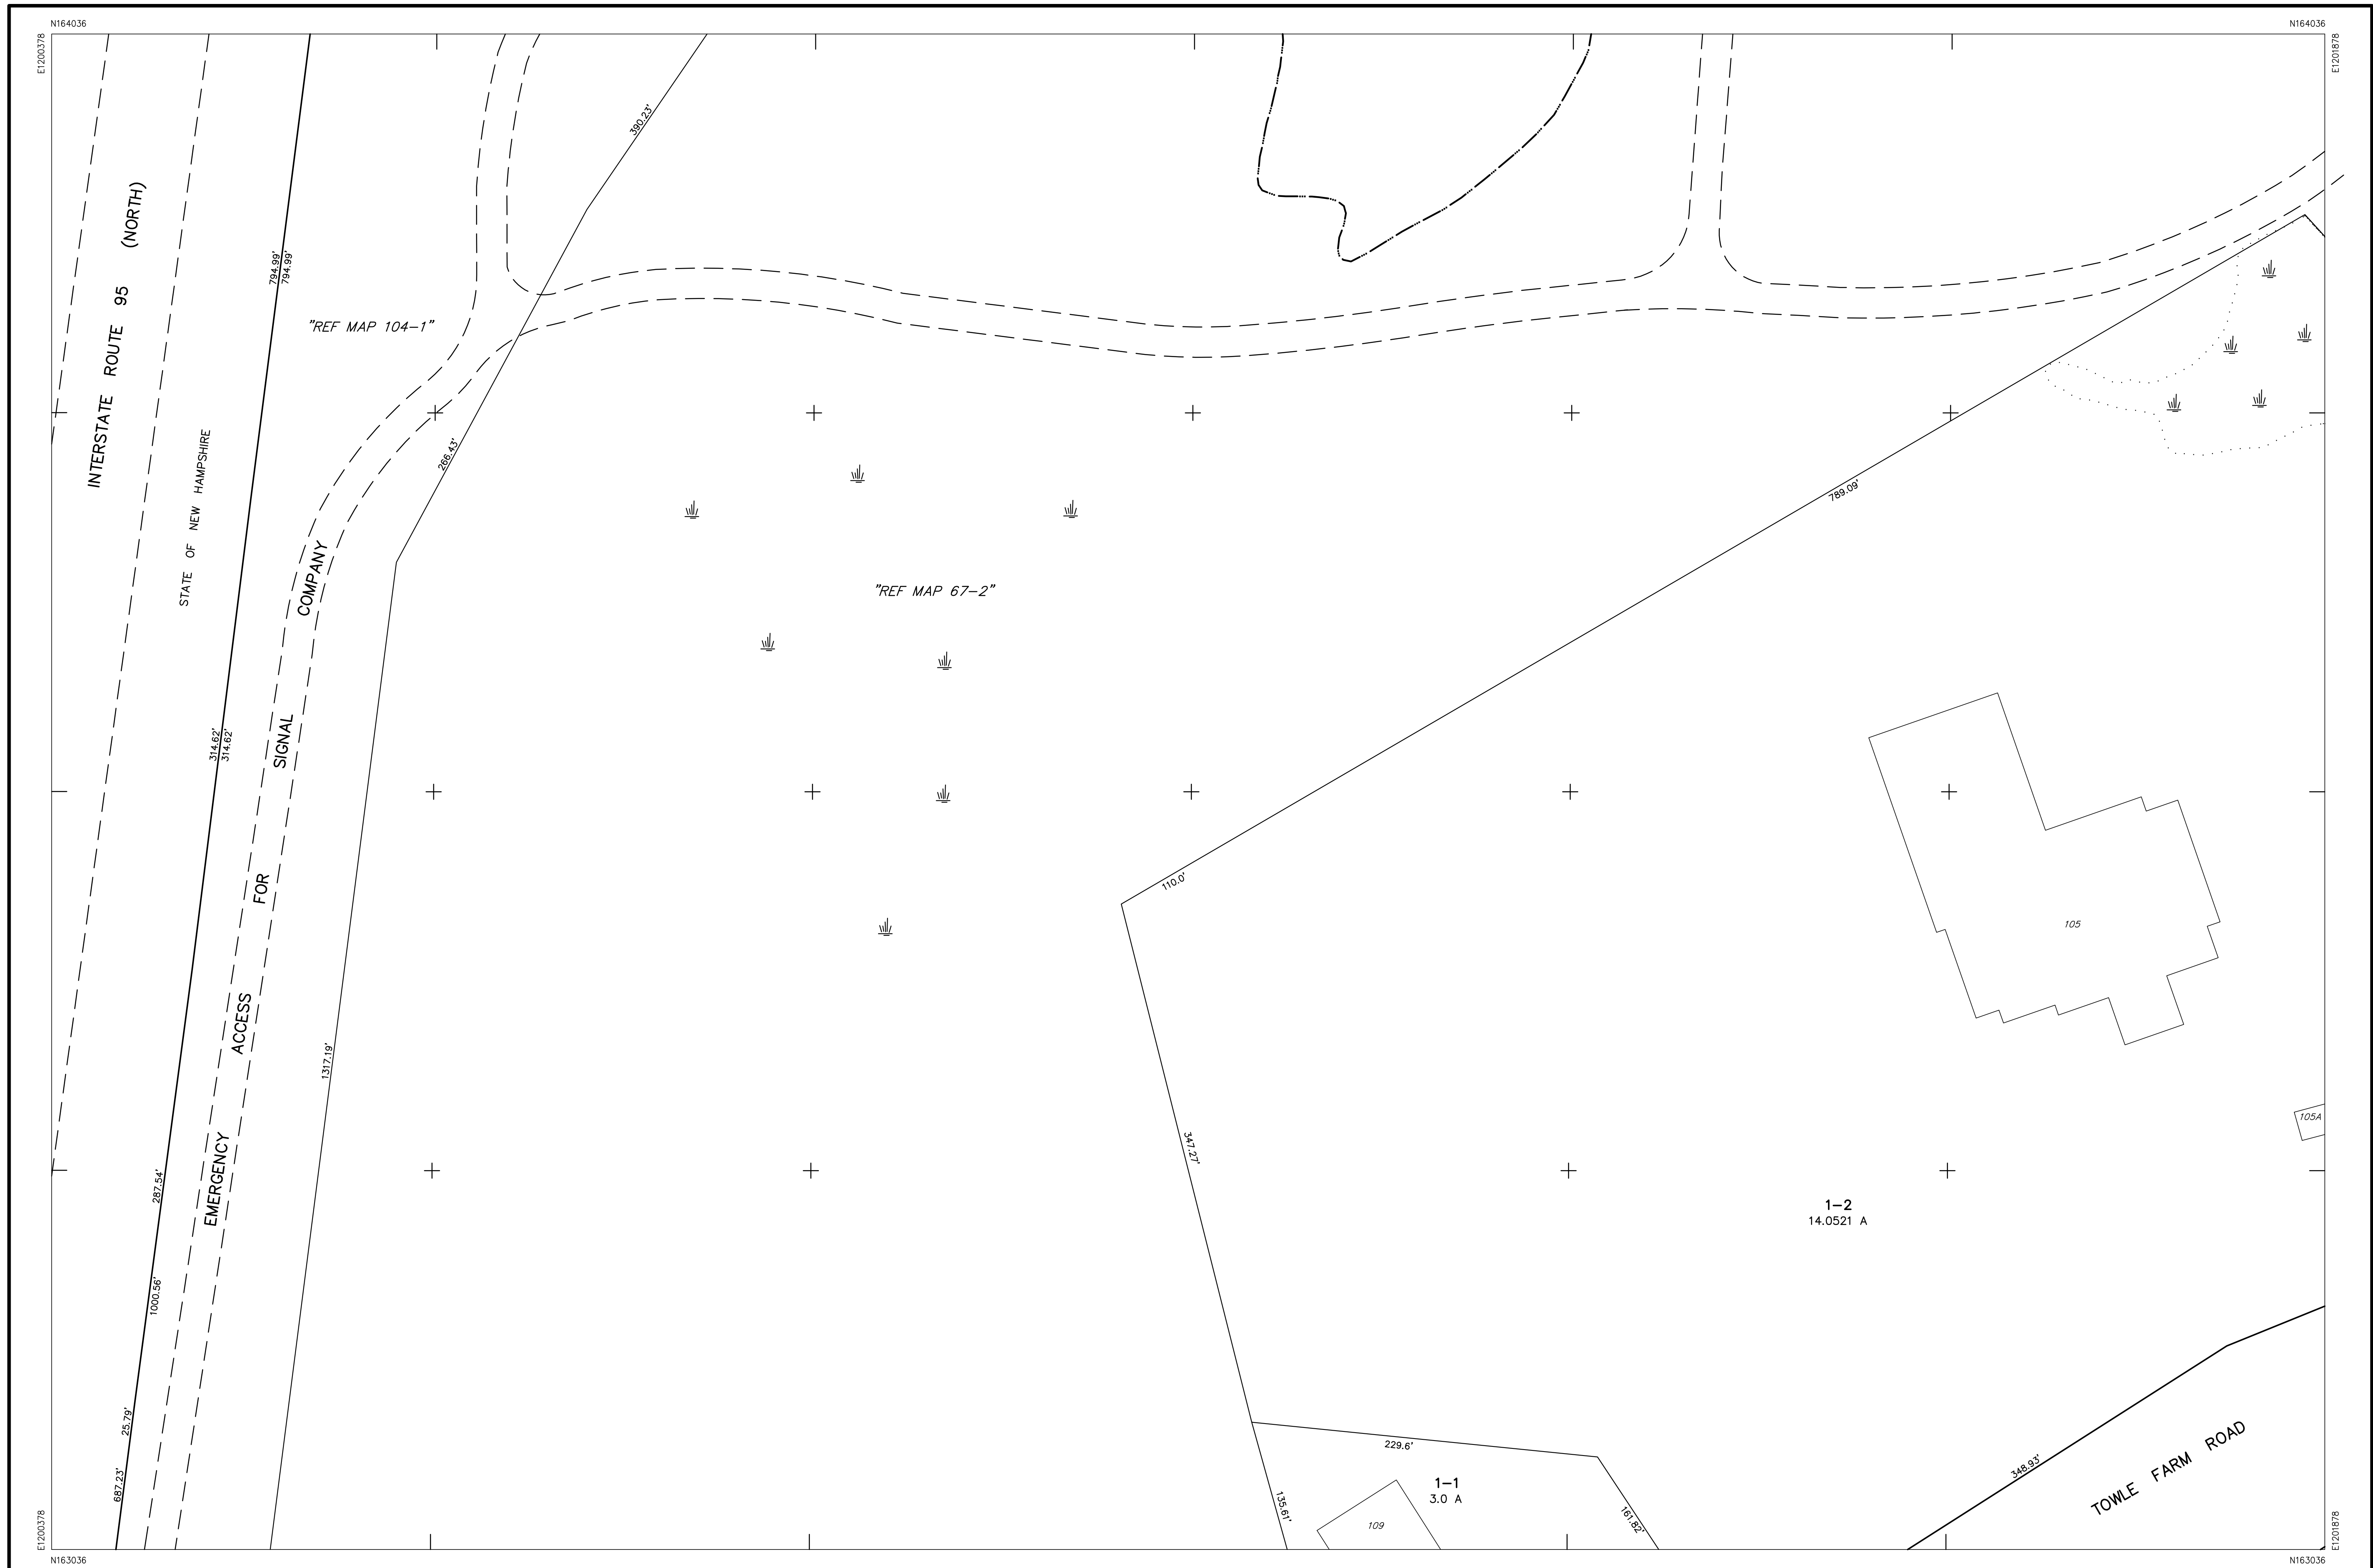 N164036
N164036
E1200378
E1201878
390.23'
INTERSTATE ROUTE 95 (NORTH)
794.99'
794.99'
"REF MAP 104-1"
STATE OF NEW HAMPSHIRE
266.43'
789.09'
"REF MAP 67-2"
314.62'
314.62'
EMERGENCY ACCESS FOR SIGNAL COMPANY
110.0'
105
1317.19'
105A
347.27'
287.54'
1-2
14.0521 A
1000.56'
25.79'
229.6'
348.93'
TOWLE FARM ROAD
687.23'
1-1
3.0 A
135.61'
109
161.82'
E1200378
E1201878
N163036
N163036